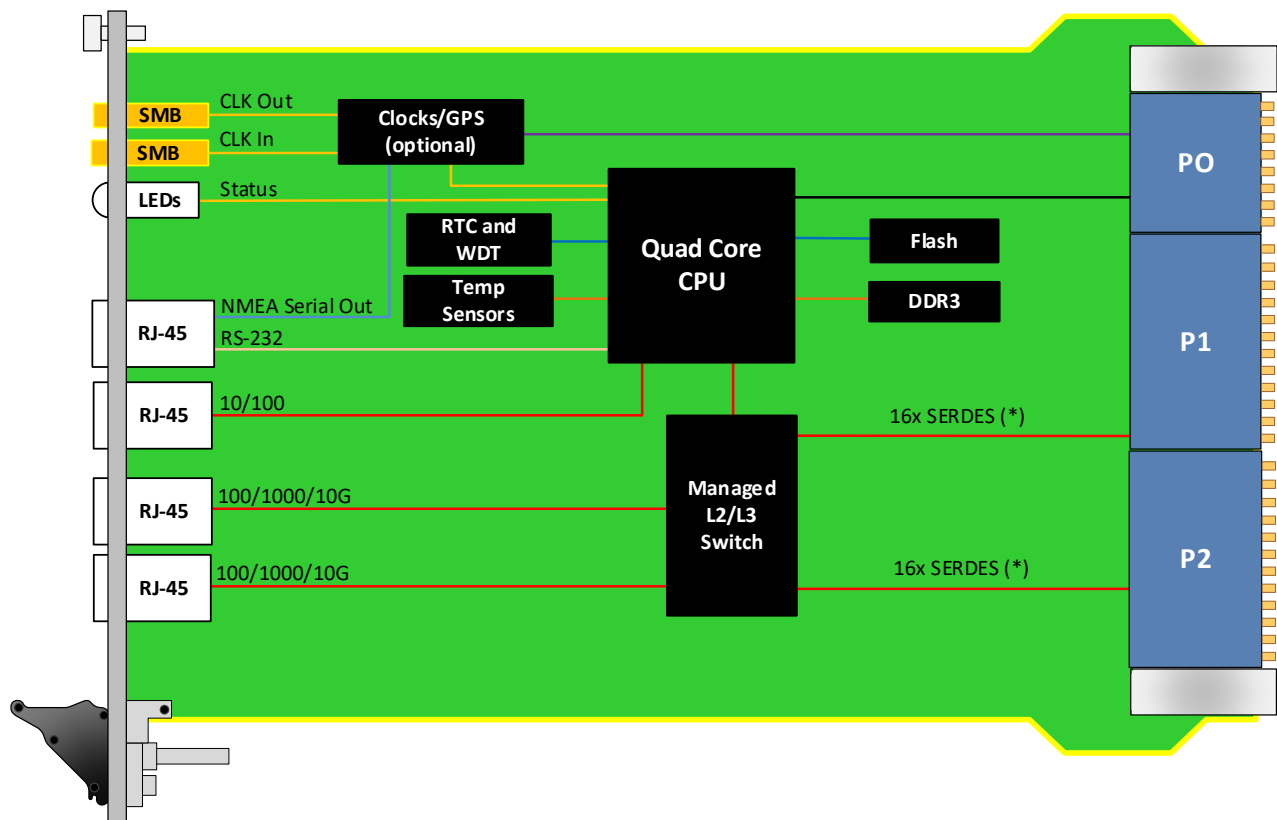 SMB
CLK Out
SMB
CLK In
LEDs
Status
Clocks/GPS
(optional)
RTC and
WDT
Temp
Sensors
Quad Core
CPU
Flash
DDR3
PO
P1
P2
RJ-45
NMEA Serial Out
RS-232
RJ-45
10/100
RJ-45
100/1000/10G
RJ-45
100/1000/10G
Managed
L2/L3
Switch
16x SERDES (*)
16x SERDES (*)